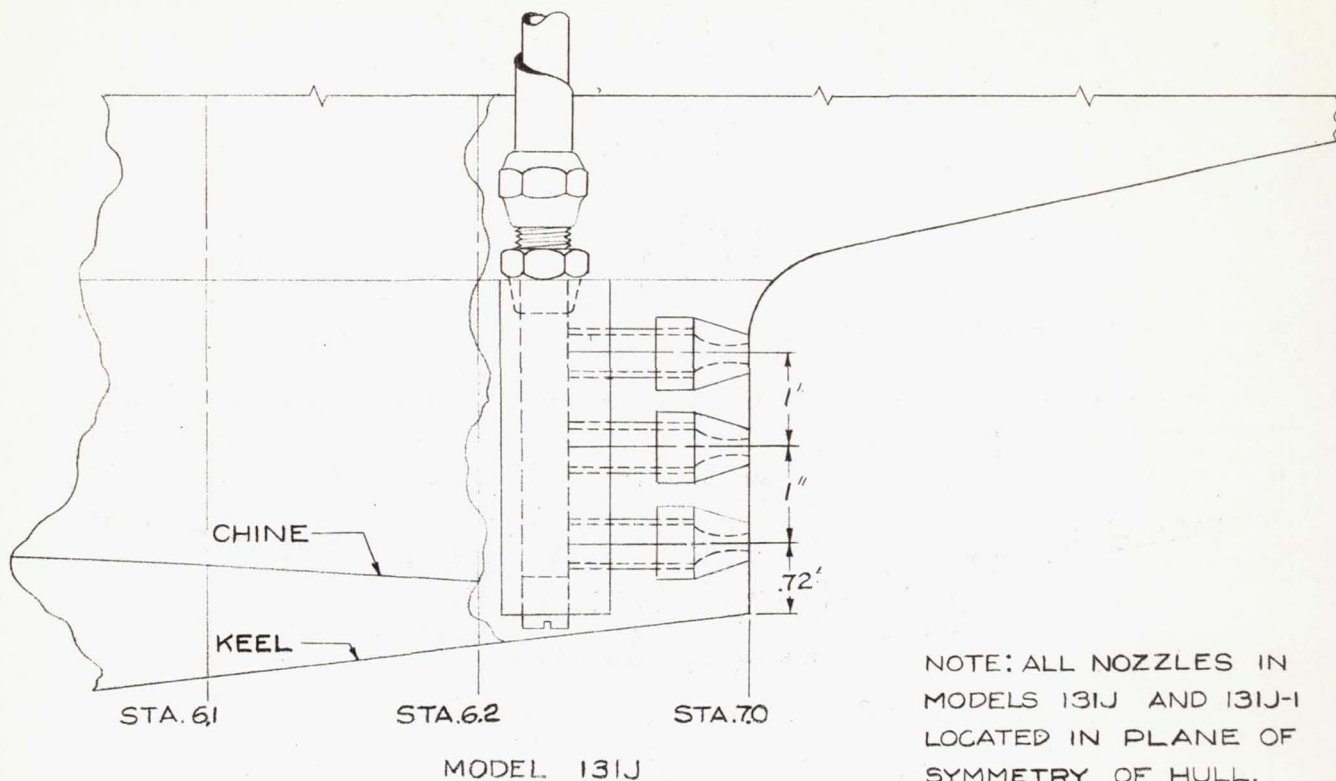 1"
1"
.72"
CHINE
KEEL
STA. 6.1
STA. 6.2
STA. 7.0
MODEL 131J
NOTE: ALL NOZZLES IN
MODELS 131J AND 131J-1
LOCATED IN PLANE OF
SYMMETRY OF HULL.